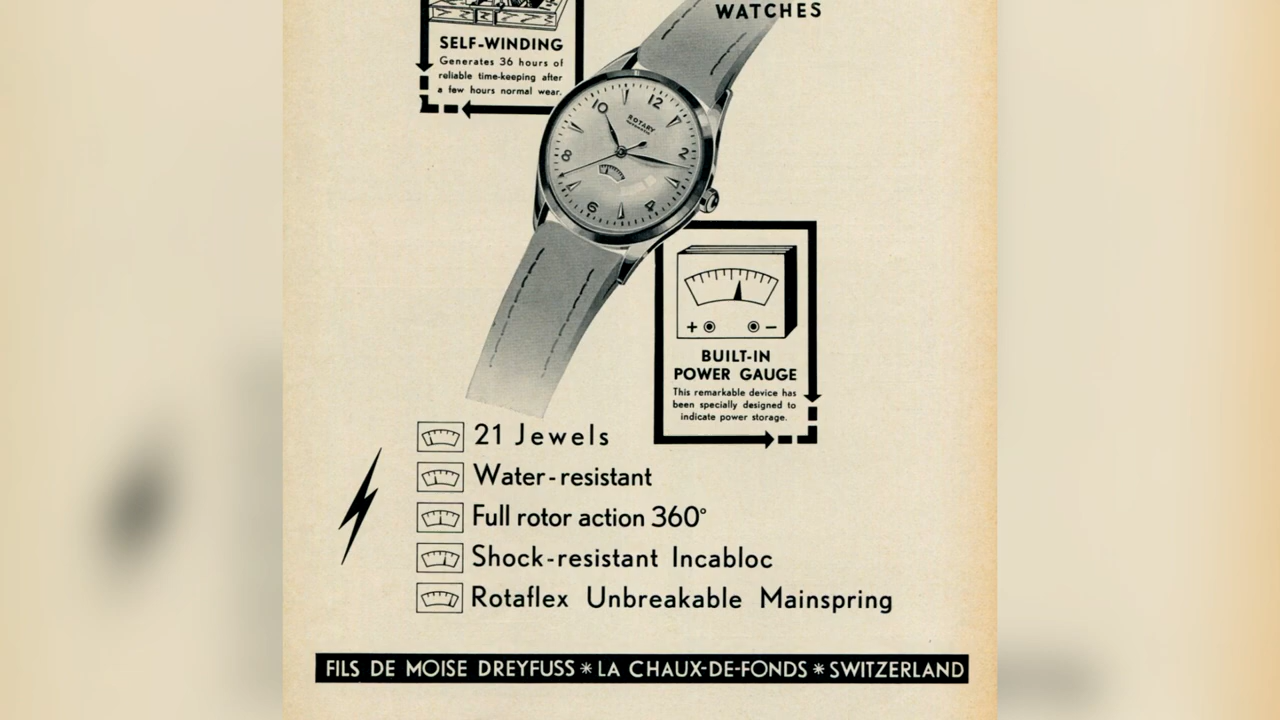 WATCHES
SELF-WINDING
Generates 36 hours of
reliable time-keeping after
a few hours normal wear.
10
12
ROTARY
2
8
6
4
+ −
BUILT-IN
POWER GAUGE
This remarkable device has
been specially designed to
indicate power storage.
21 Jewels
Water-resistant
Full rotor action 360°
Shock-resistant Incabloc
Rotaflex Unbreakable Mainspring
FILS DE MOISE DREYFUSS * LA CHAUX-DE-FONDS * SWITZERLAND